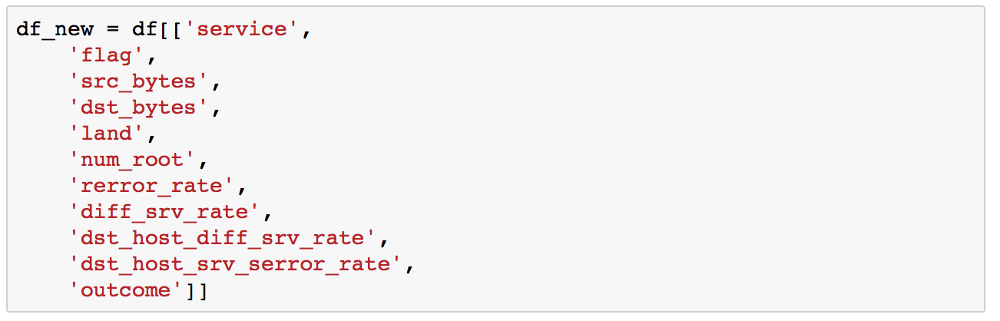 df_new = df[['service',
    'flag',
    'src_bytes',
    'dst_bytes',
    'land',
    'num_root',
    'rerror_rate',
    'diff_srv_rate',
    'dst_host_diff_srv_rate',
    'dst_host_srv_serror_rate',
    'outcome']]